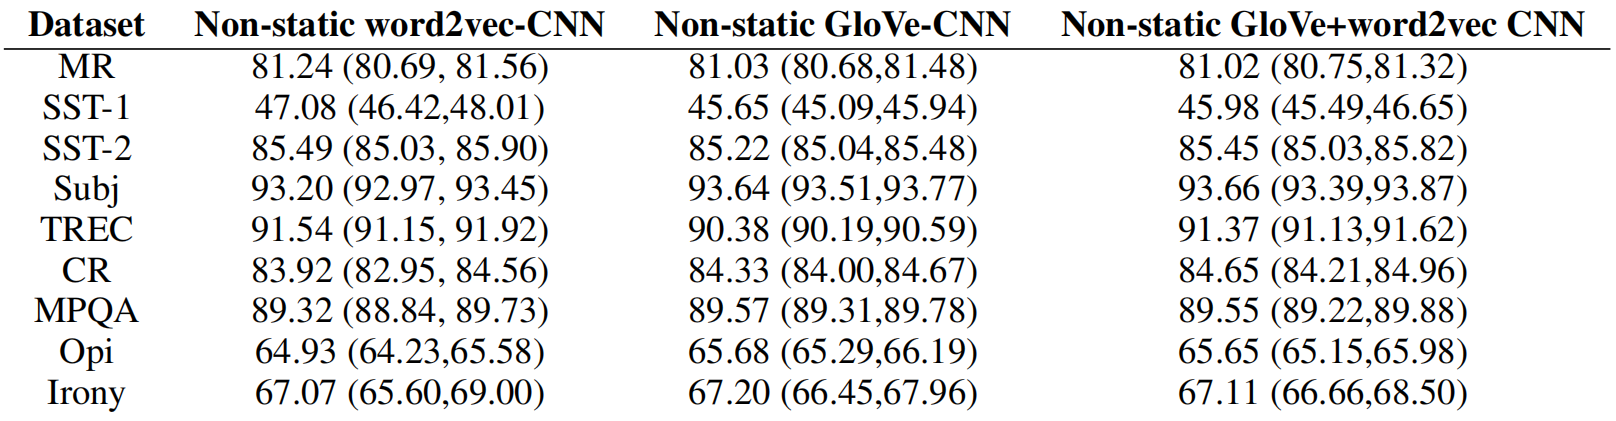 Dataset Non-static word2vec-CNN Non-static GloVe-CNN Non-static GloVe+word2vec CNN
MR 81.24 (80.69, 81.56) 81.03 (80.68,81.48) 81.02 (80.75,81.32)
SST-1 47.08 (46.42,48.01) 45.65 (45.09,45.94) 45.98 (45.49,46.65)
SST-2 85.49 (85.03, 85.90) 85.22 (85.04,85.48) 85.45 (85.03,85.82)
Subj 93.20 (92.97, 93.45) 93.64 (93.51,93.77) 93.66 (93.39,93.87)
TREC 91.54 (91.15, 91.92) 90.38 (90.19,90.59) 91.37 (91.13,91.62)
CR 83.92 (82.95, 84.56) 84.33 (84.00,84.67) 84.65 (84.21,84.96)
MPQA 89.32 (88.84, 89.73) 89.57 (89.31,89.78) 89.55 (89.22,89.88)
Opi 64.93 (64.23,65.58) 65.68 (65.29,66.19) 65.65 (65.15,65.98)
Irony 67.07 (65.60,69.00) 67.20 (66.45,67.96) 67.11 (66.66,68.50)